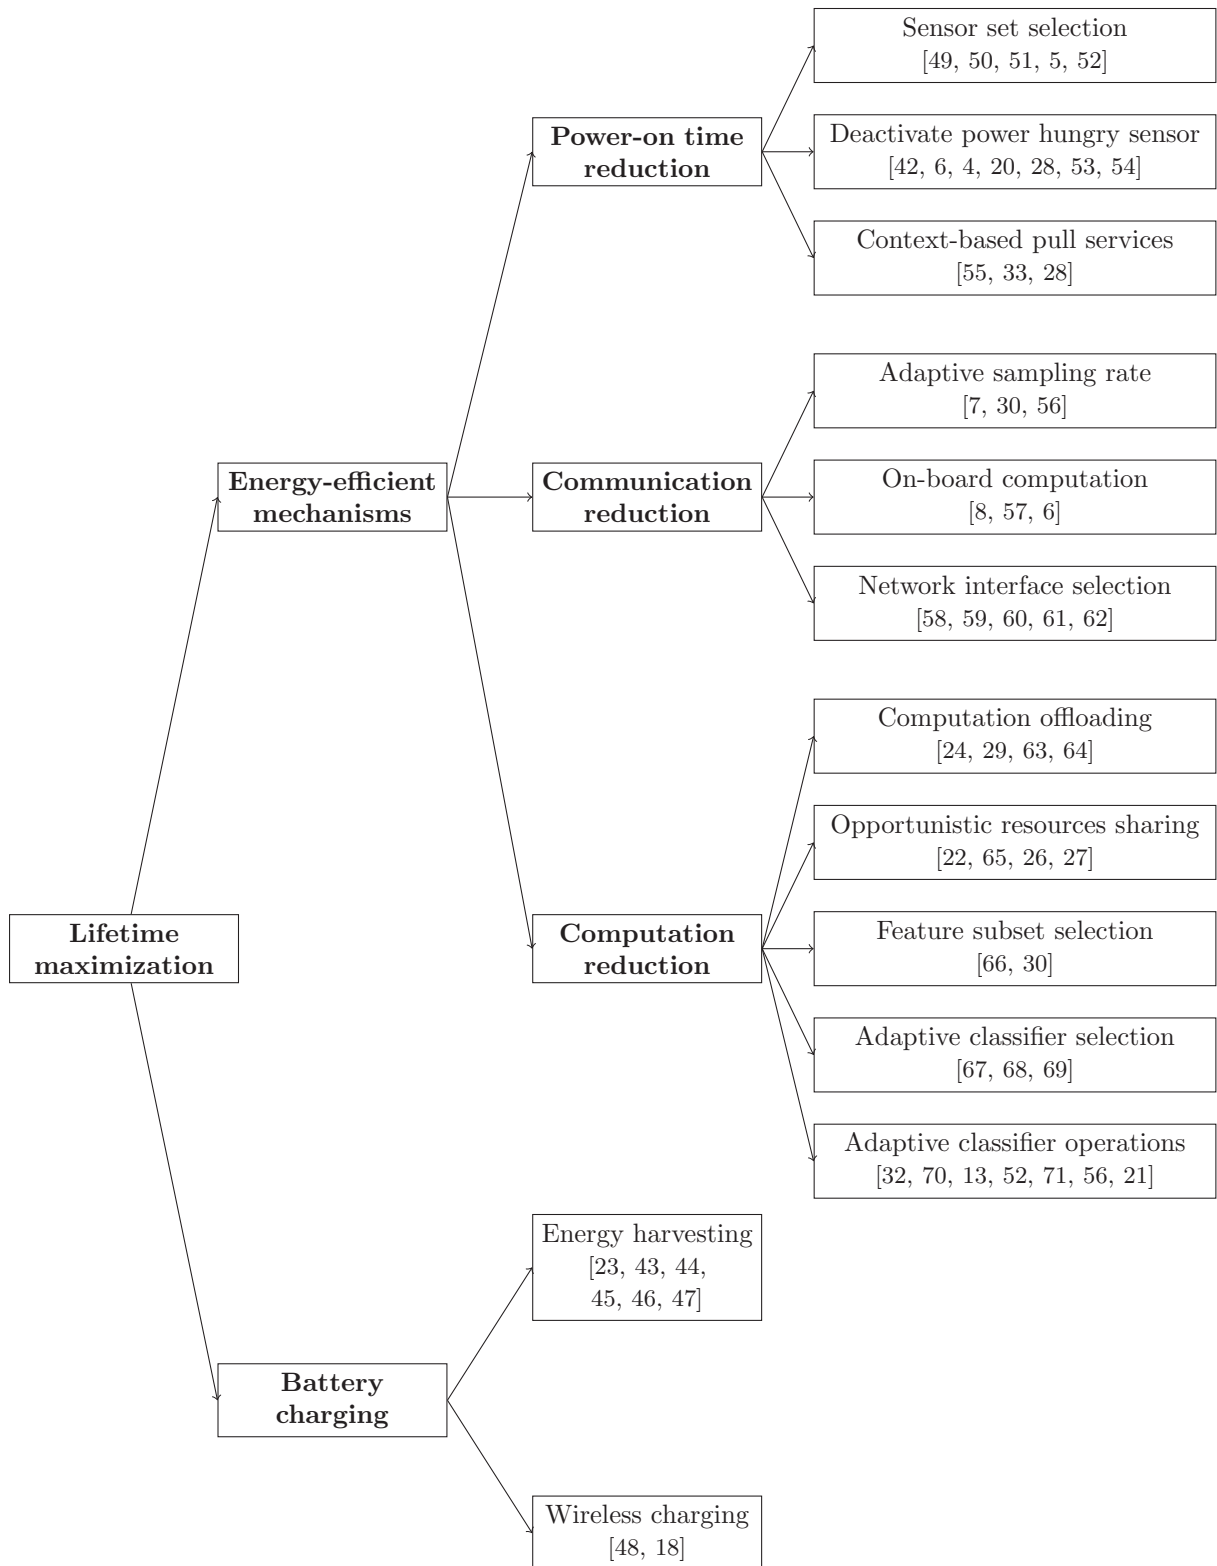 Sensor set selection
[49, 50, 51, 5, 52]
Power-on time
reduction
Deactivate power hungry sensor
[42, 6, 4, 20, 28, 53, 54]
Context-based pull services
[55, 33, 28]
Adaptive sampling rate
[7, 30, 56]
Energy-efficient
mechanisms
Communication
reduction
On-board computation
[8, 57, 6]
Network interface selection
[58, 59, 60, 61, 62]
Computation offloading
[24, 29, 63, 64]
Opportunistic resources sharing
[22, 65, 26, 27]
Lifetime
maximization
Computation
reduction
Feature subset selection
[66, 30]
Adaptive classifier selection
[67, 68, 69]
Adaptive classifier operations
[32, 70, 13, 52, 71, 56, 21]
Energy harvesting
[23, 43, 44,
45, 46, 47]
Battery
charging
Wireless charging
[48, 18]